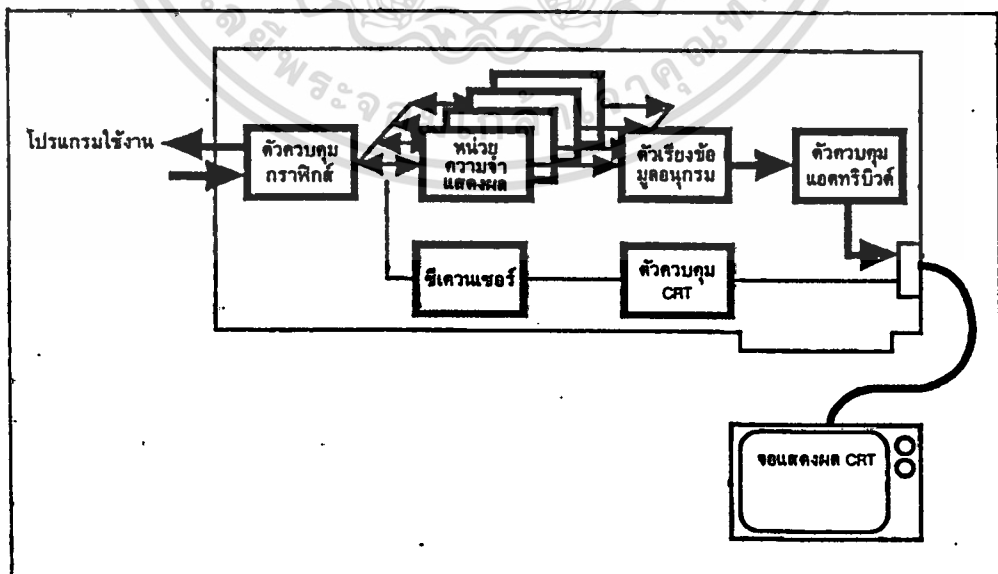 โปรแกรมใช้งาน
ตัวควบคุม
กราฟิกส์
หน่วย
ความจำ
แสดงผล
ตัวเรียงข้อ
มูลอนุกรม
ตัวควบคุม
แอตทริบิวต์
ซีเควนเซอร์
ตัวควบคุม
CRT
จอแสดงผล CRT